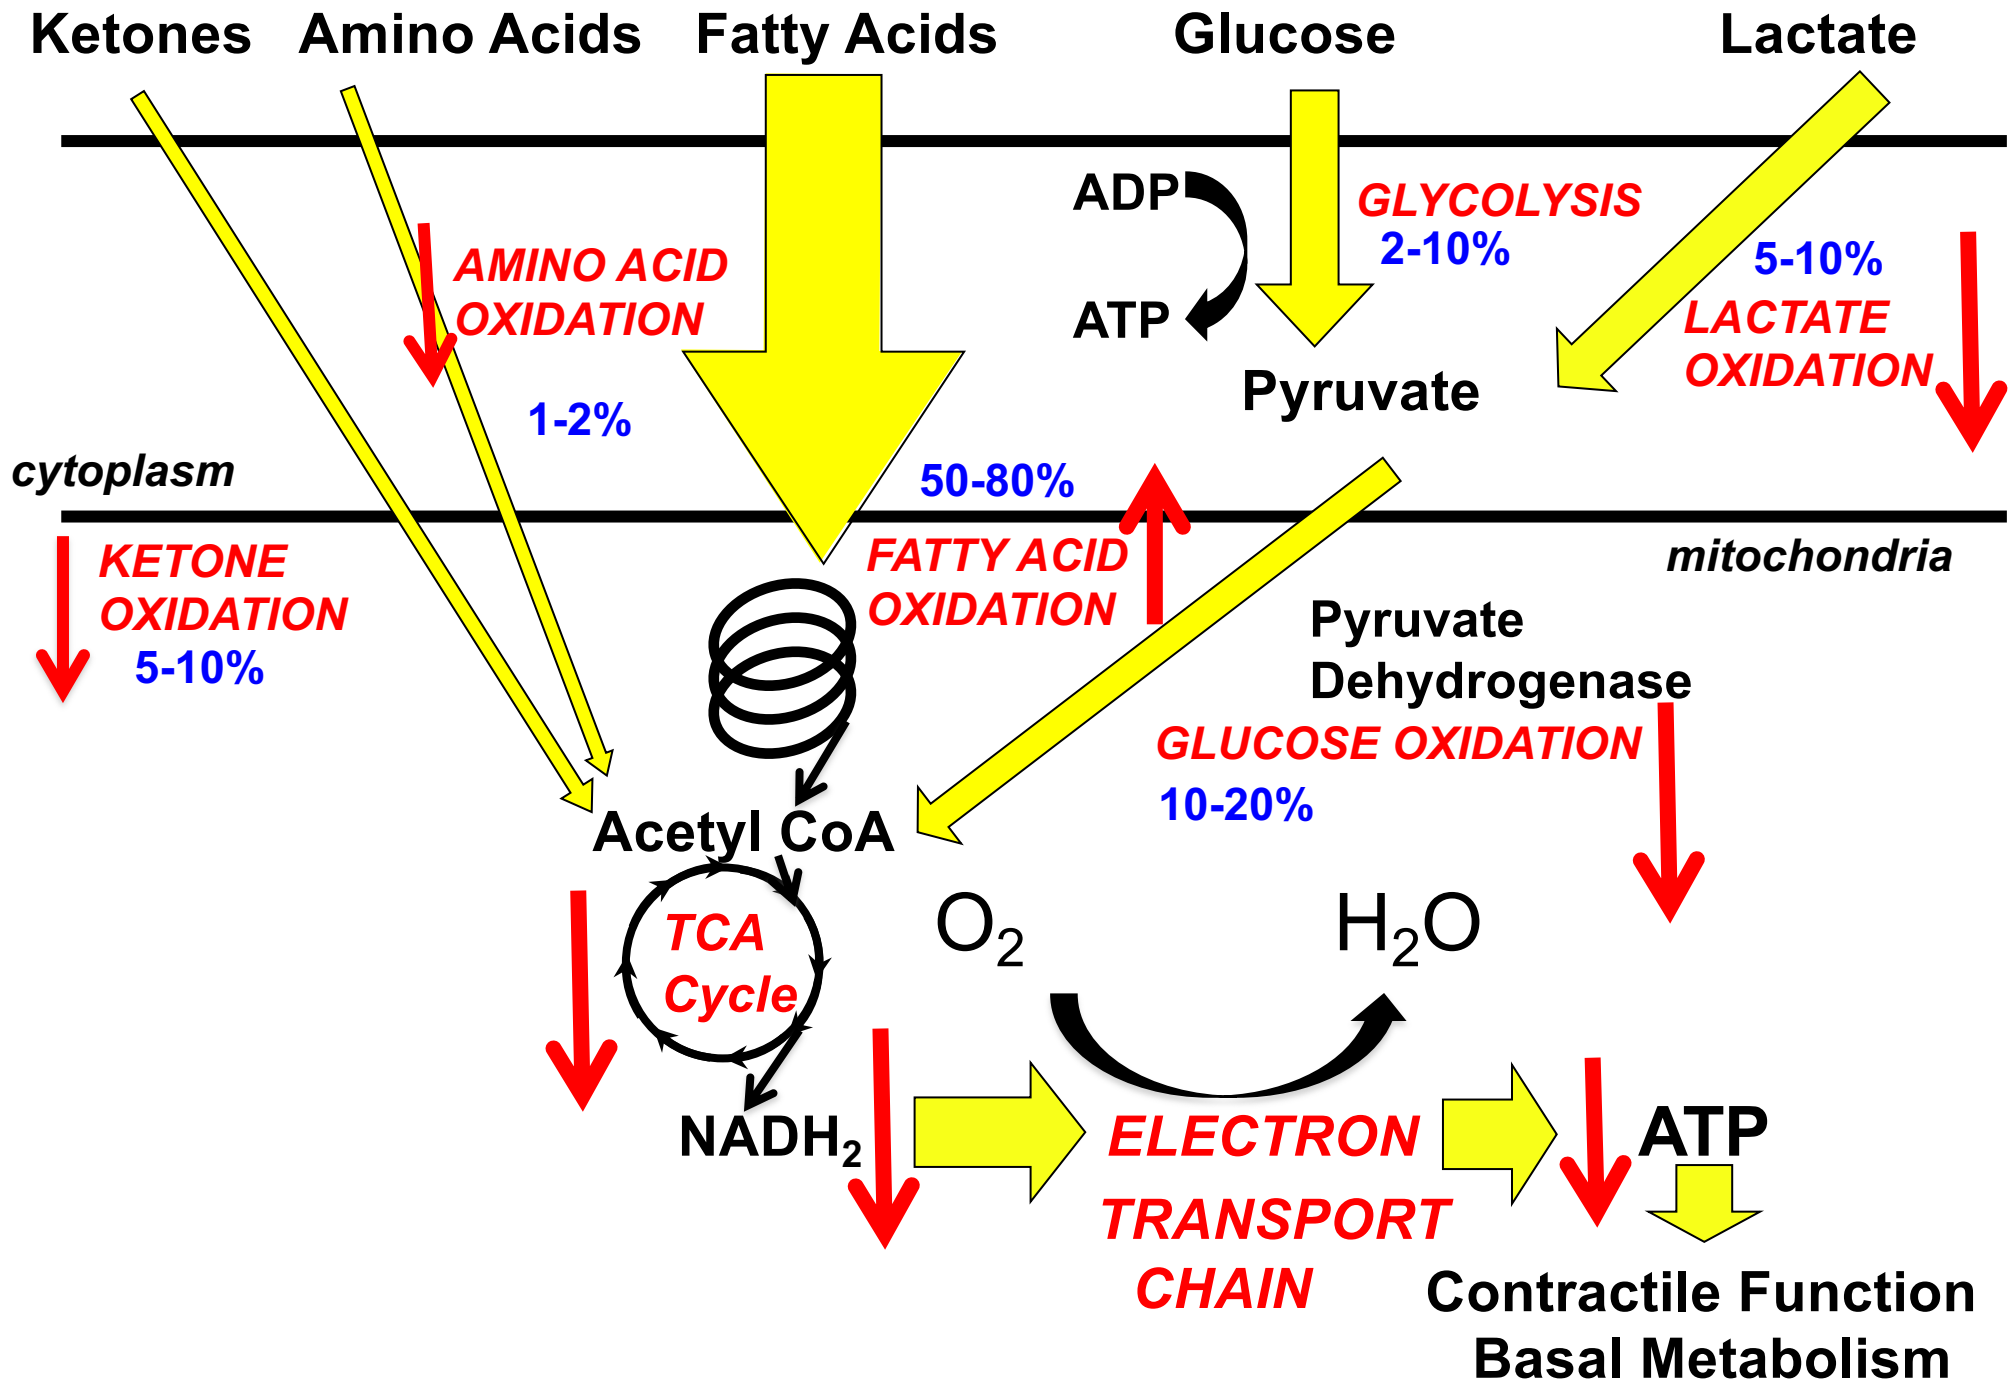 Ketones
Amino Acids
Fatty Acids
Glucose
Lactate
ADP
ATP
GLYCOLYSIS
2-10%
5-10%
LACTATE
OXIDATION
AMINO ACID
OXIDATION
1-2%
Pyruvate
cytoplasm
50-80%
FATTY ACID
OXIDATION
mitochondria
KETONE
OXIDATION
5-10%
Pyruvate
Dehydrogenase
GLUCOSE OXIDATION
10-20%
Acetyl CoA
TCA
Cycle
O₂
H₂O
NADH₂
ELECTRON
TRANSPORT
CHAIN
ATP
Contractile Function
Basal Metabolism